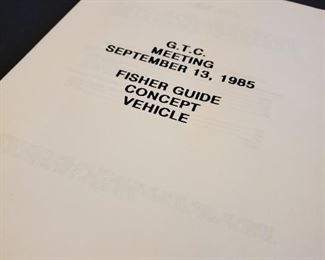 G.T.C.
MEETING
SEPTEMBER 13, 1985
FISHER GUIDE
CONCEPT
VEHICLE